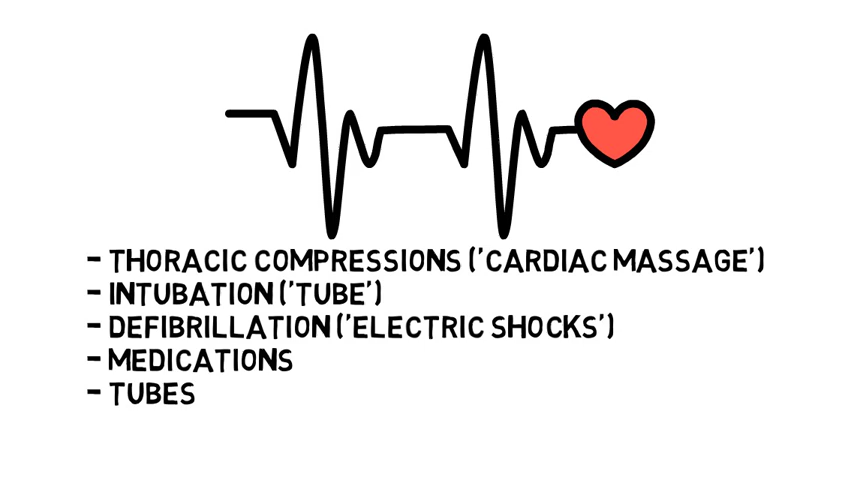 - THORACIC COMPRESSIONS ('CARDIAC MASSAGE')
- INTUBATION ('TUBE')
- DEFIBRILLATION ('ELECTRIC SHOCKS')
- MEDICATIONS
- TUBES